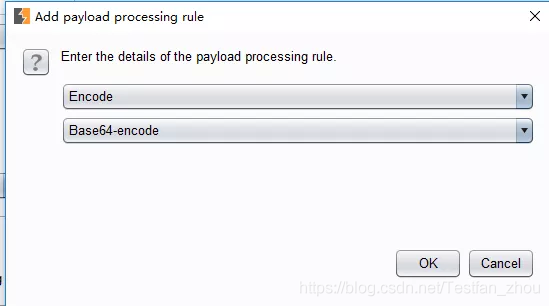 Add payload processing rule
?
Enter the details of the payload processing rule.
Encode
Base64-encode
OK
Cancel
https://blog.csdn.net/Testfan_zhou